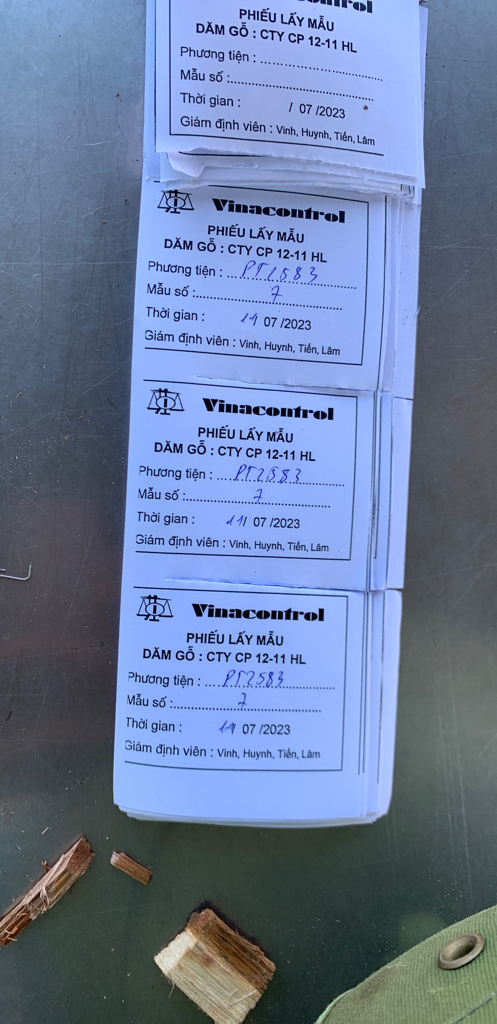 Vinacontrol
PHIẾU LẤY MẪU
DĂM GỖ : CTY CP 12-11 HL
Phương tiện : ................................
Mẫu số :.......................................
Thời gian : / 07 /2023
Giám định viên : Vinh, Huynh, Tiến, Lâm
Vinacontrol
PHIẾU LẤY MẪU
DĂM GỖ : CTY CP 12-11 HL
Phương tiện : ... PT2583
Mẫu số :............ 7
Thời gian : 11 07 /2023
Giám định viên : Vinh, Huynh, Tiến, Lâm
Vinacontrol
PHIẾU LẤY MẪU
DĂM GỖ : CTY CP 12-11 HL
Phương tiện : ... PT2583
Mẫu số :............ 7
Thời gian : 11/ 07 /2023
Giám định viên : Vinh, Huynh, Tiến, Lâm
Vinacontrol
PHIẾU LẤY MẪU
DĂM GỖ : CTY CP 12-11 HL
Phương tiện : ... PT2583
Mẫu số :............ 7
Thời gian : 11 07 /2023
Giám định viên : Vinh, Huynh, Tiến, Lâm